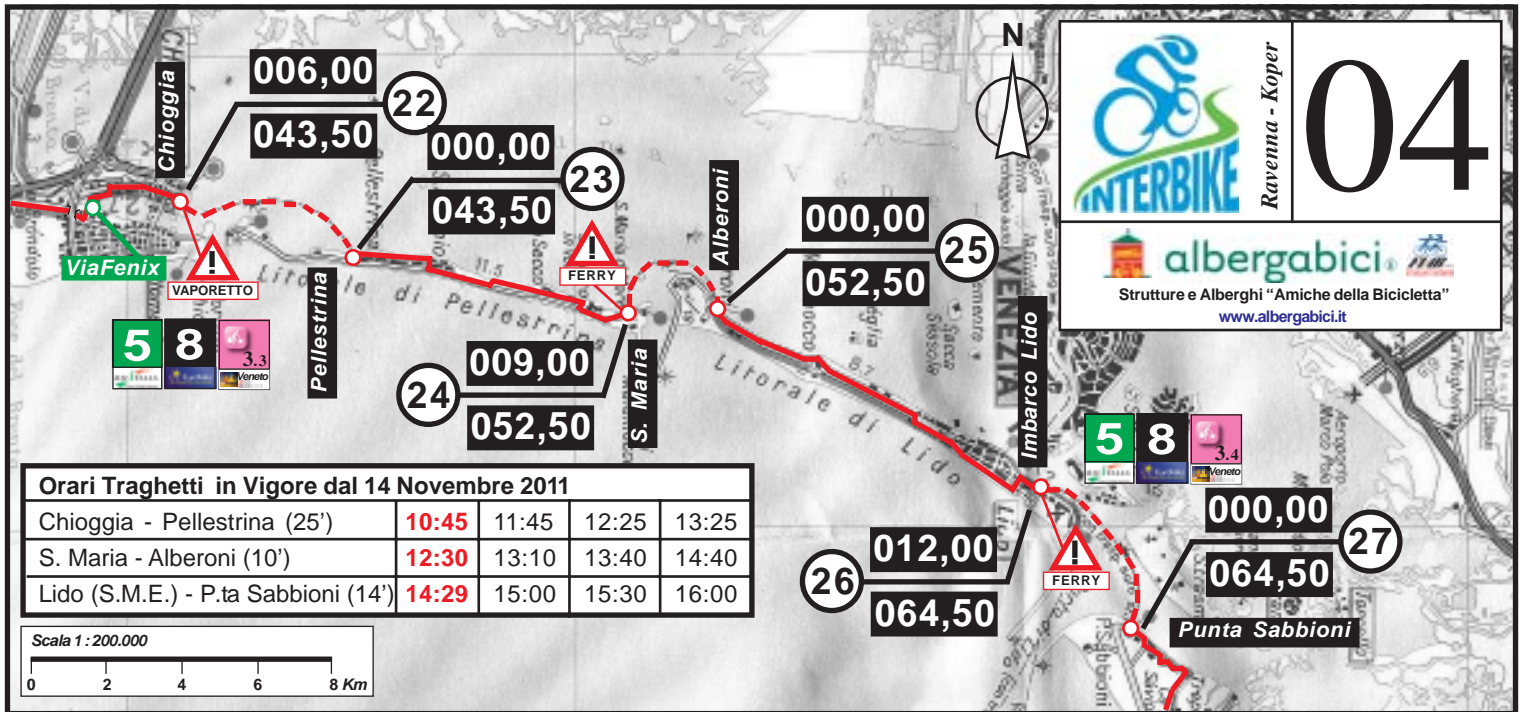 Chioggia
006,00
22
043,50
000,00
23
043,50
Pellestrina
ViaFenix
VAPORETTO
5 8 3.3
Veneto
Litorale di Pellestrina
11.5
FERRY
009,00
24
052,50
S. Maria
Alberoni
000,00
25
052,50
Litorale di Lido
6.7
VENEZIA
Imbarco Lido
5 8 3.4
Veneto
012,00
26
064,50
FERRY
000,00
27
064,50
Punta Sabbioni
N
INTERBIKE
Ravenna - Koper
04
albergabici®
Strutture e Alberghi “Amiche della Bicicletta”
www.albergabici.it
Orari Traghetti in Vigore dal 14 Novembre 2011
Chioggia - Pellestrina (25’) 10:45 11:45 12:25 13:25
S. Maria - Alberoni (10’) 12:30 13:10 13:40 14:40
Lido (S.M.E.) - P.ta Sabbioni (14’) 14:29 15:00 15:30 16:00
Scala 1 : 200.000
0 2 4 6 8 Km